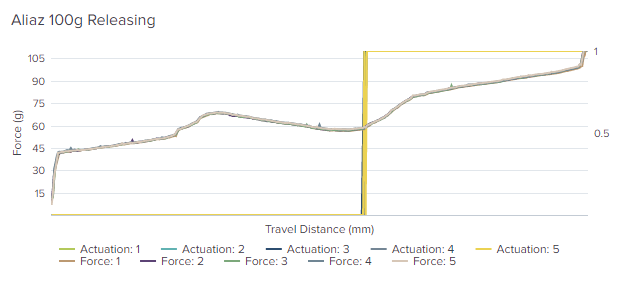 Aliaz 100g Releasing
105
90
75
60
45
30
15
Force (g)
1
0.5
Travel Distance (mm)
Actuation: 1 Actuation: 2 Actuation: 3 Actuation: 4 Actuation: 5
Force: 1 Force: 2 Force: 3 Force: 4 Force: 5